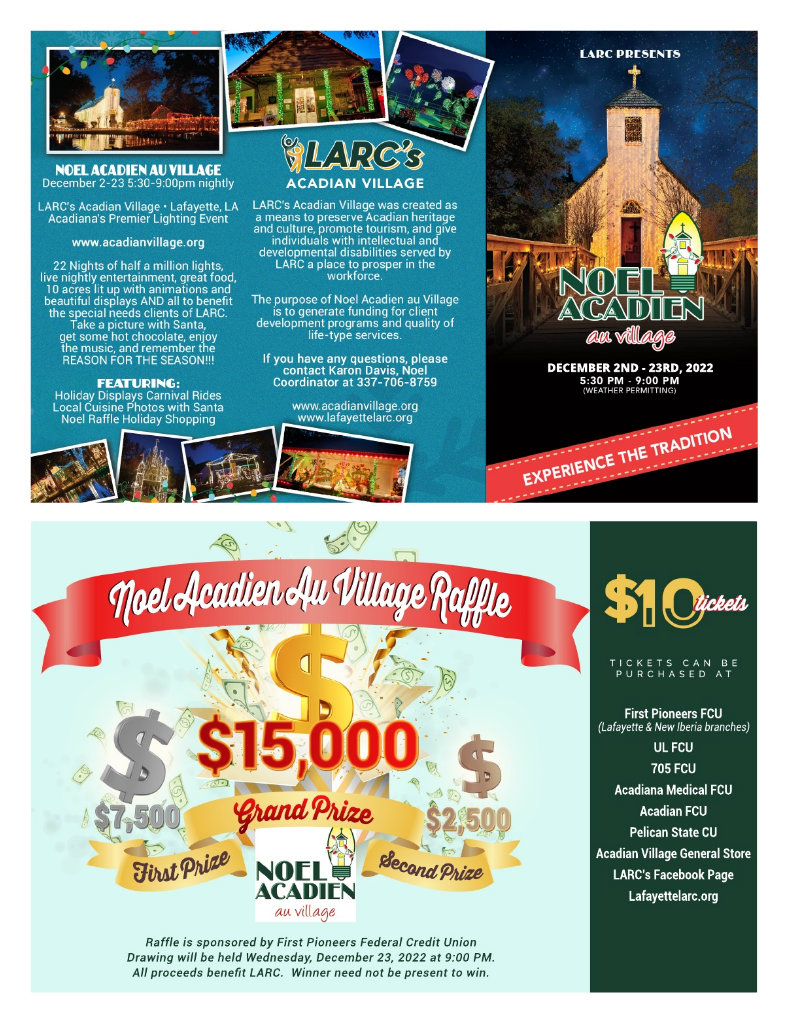 NOEL ACADIEN AU VILLAGE
December 2-23 5:30-9:00pm nightly
LARC's Acadian Village • Lafayette, LA
Acadiana's Premier Lighting Event
www.acadianvillage.org
22 Nights of half a million lights,
live nightly entertainment, great food,
10 acres lit up with animations and
beautiful displays AND all to benefit
the special needs clients of LARC.
Take a picture with Santa,
get some hot chocolate, enjoy
the music, and remember the
REASON FOR THE SEASON!!!
FEATURING:
Holiday Displays Carnival Rides
Local Cuisine Photos with Santa
Noel Raffle Holiday Shopping
LARC's
ACADIAN VILLAGE
LARC's Acadian Village was created as
a means to preserve Acadian heritage
and culture, promote tourism, and give
individuals with intellectual and
developmental disabilities served by
LARC a place to prosper in the
workforce.
The purpose of Noel Acadien au Village
is to generate funding for client
development programs and quality of
life-type services.
If you have any questions, please
contact Karon Davis, Noel
Coordinator at 337-706-8759
www.acadianvillage.org
www.lafayettelarc.org
LARC PRESENTS
NOEL
ACADIEN
au village
DECEMBER 2ND - 23RD, 2022
5:30 PM - 9:00 PM
(WEATHER PERMITTING)
EXPERIENCE THE TRADITION
Noel Acadien Au Village Raffle
$15,000
Grand Prize
$7,500
First Prize
$2,500
Second Prize
NOEL
ACADIEN
au village
Raffle is sponsored by First Pioneers Federal Credit Union
Drawing will be held Wednesday, December 23, 2022 at 9:00 PM.
All proceeds benefit LARC. Winner need not be present to win.
$10 tickets
TICKETS CAN BE
PURCHASED AT
First Pioneers FCU
(Lafayette & New Iberia branches)
UL FCU
705 FCU
Acadiana Medical FCU
Acadian FCU
Pelican State CU
Acadian Village General Store
LARC's Facebook Page
Lafayettelarc.org